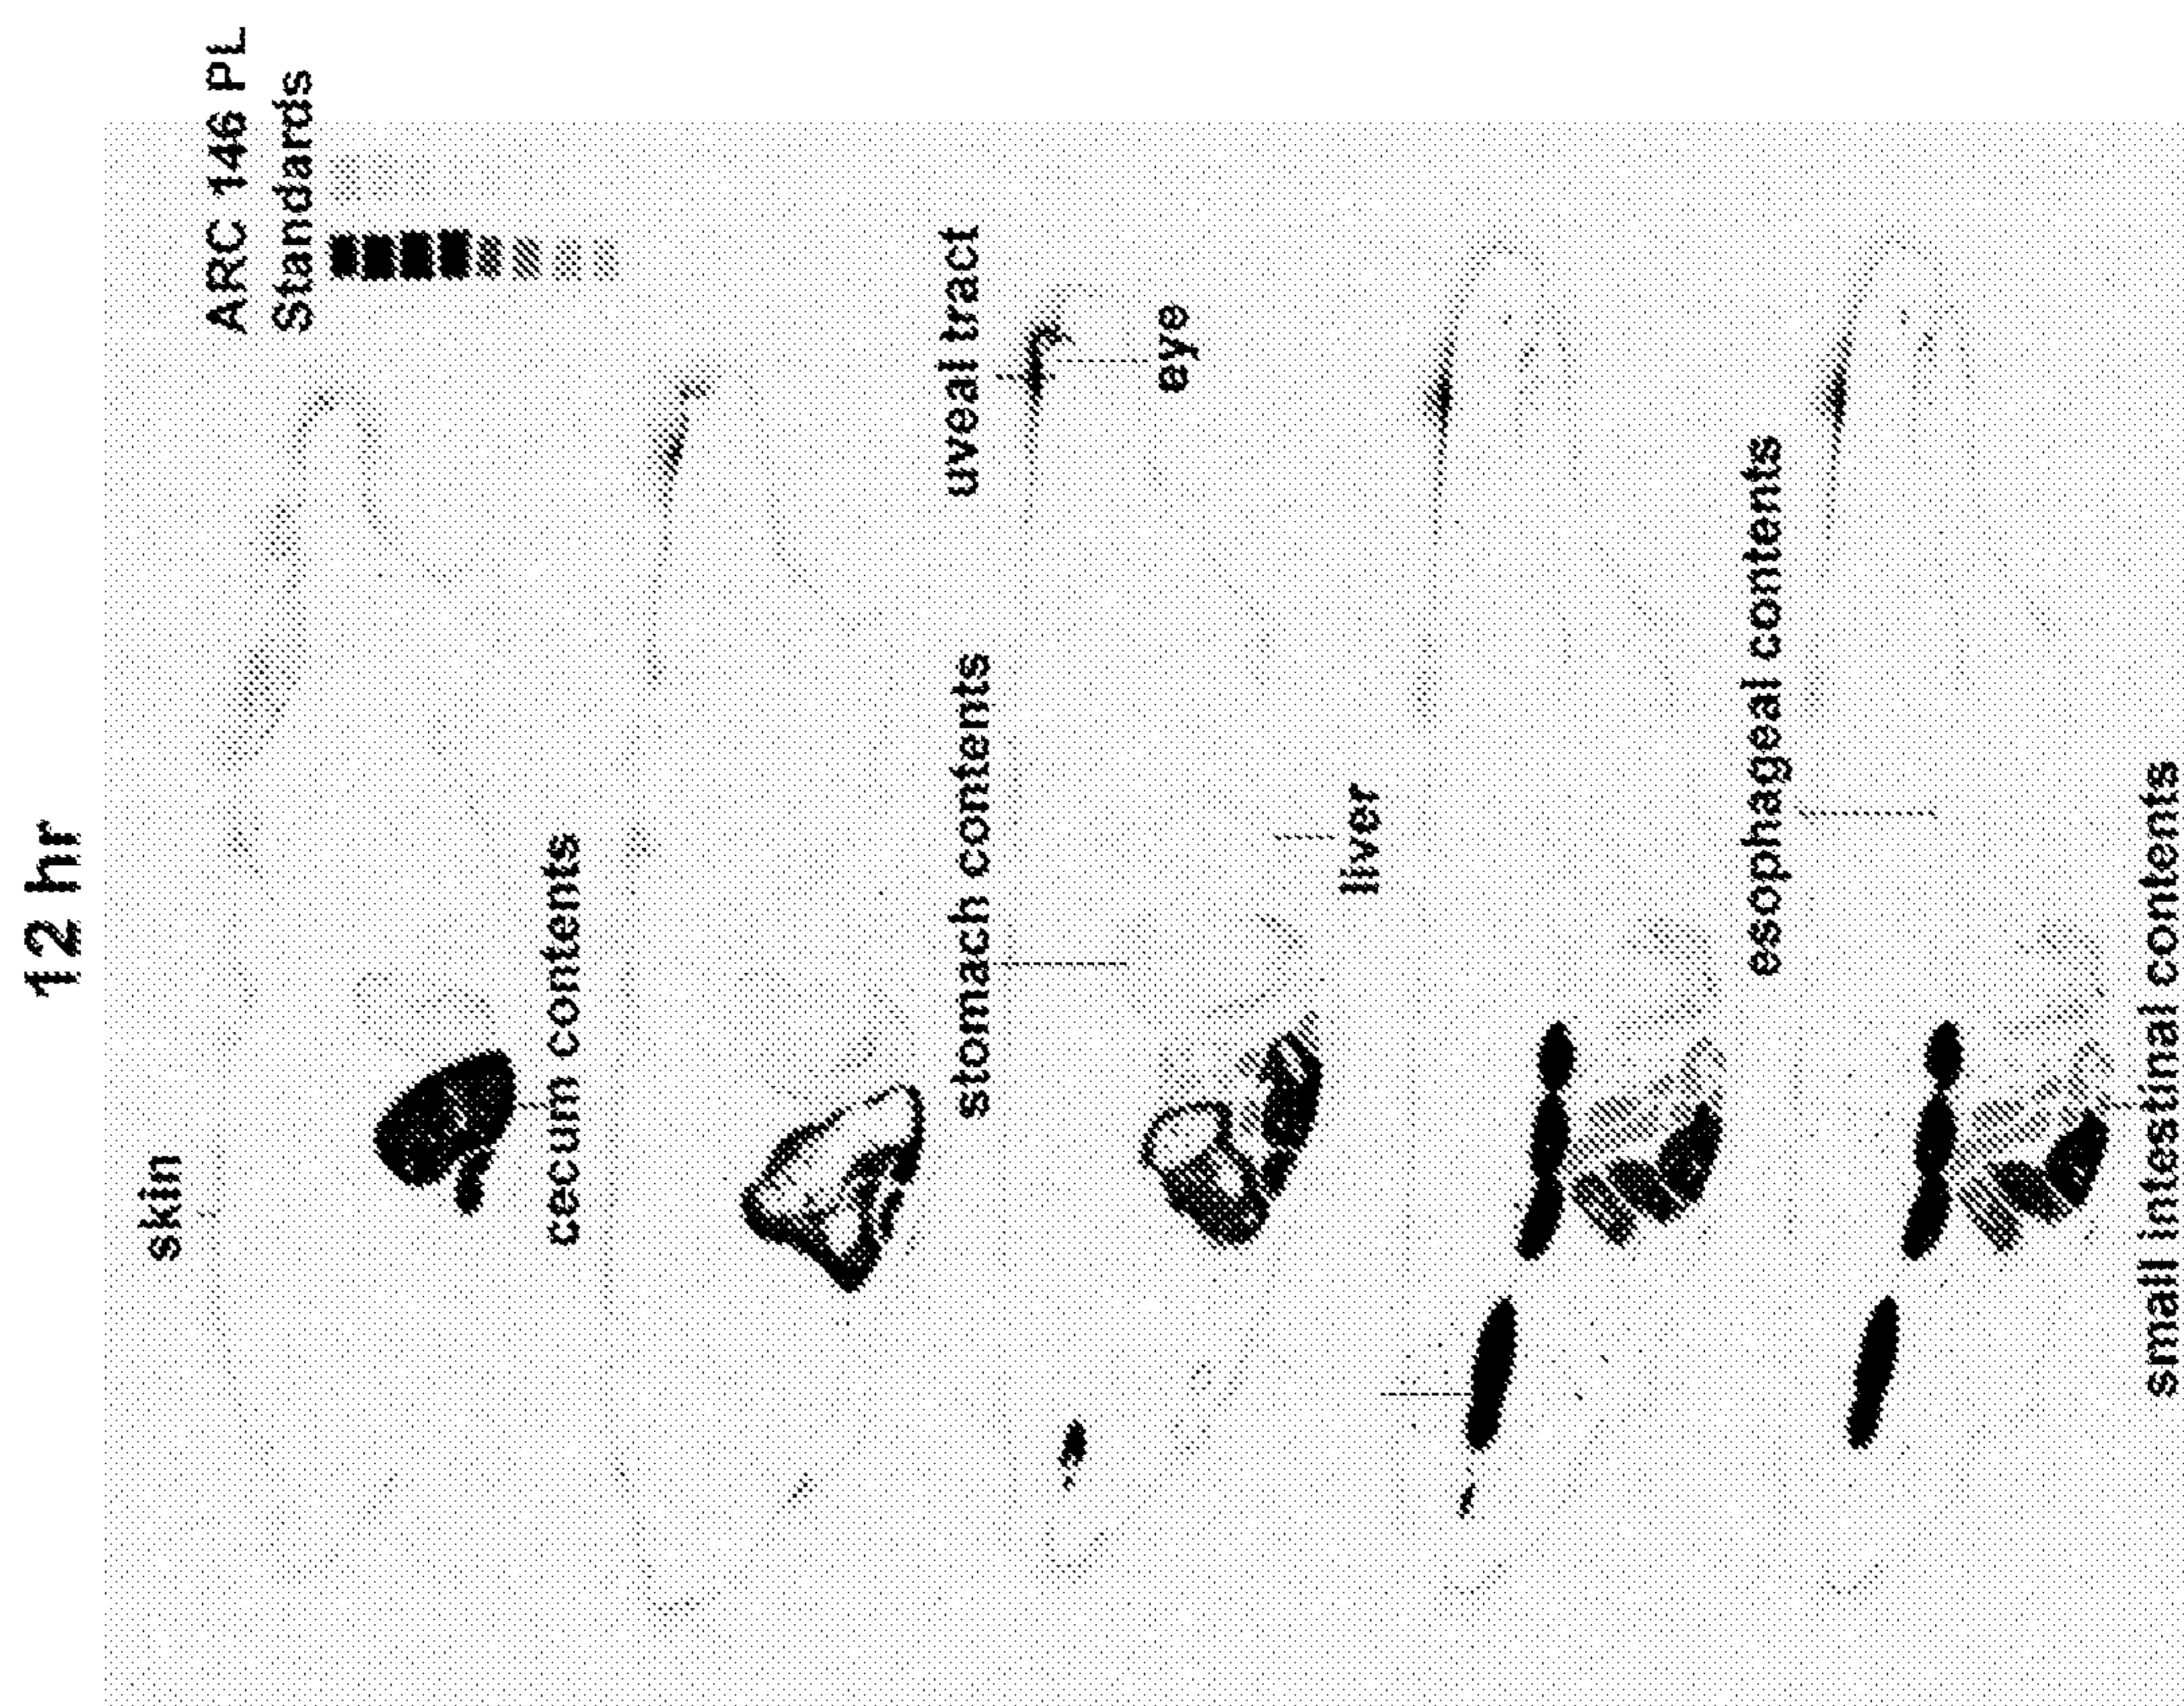 12 hr
ARC 146 PL
Standards
skin
cecum contents
uveal tract
eye
stomach contents
liver
esophageal contents
small intestinal contents